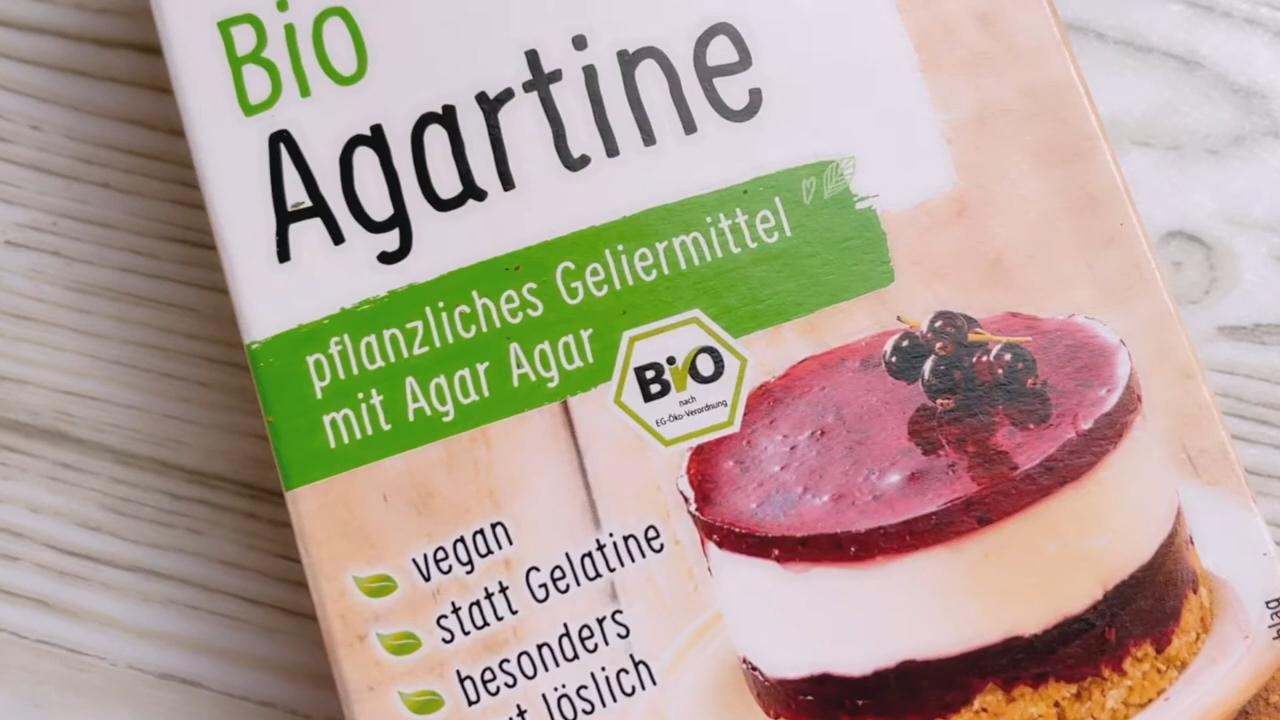 Bio
Agartine
pflanzliches Geliermittel
mit Agar Agar
BiO
nach
EG-Öko-Verordnung
vegan
statt Gelatine
besonders
löslich